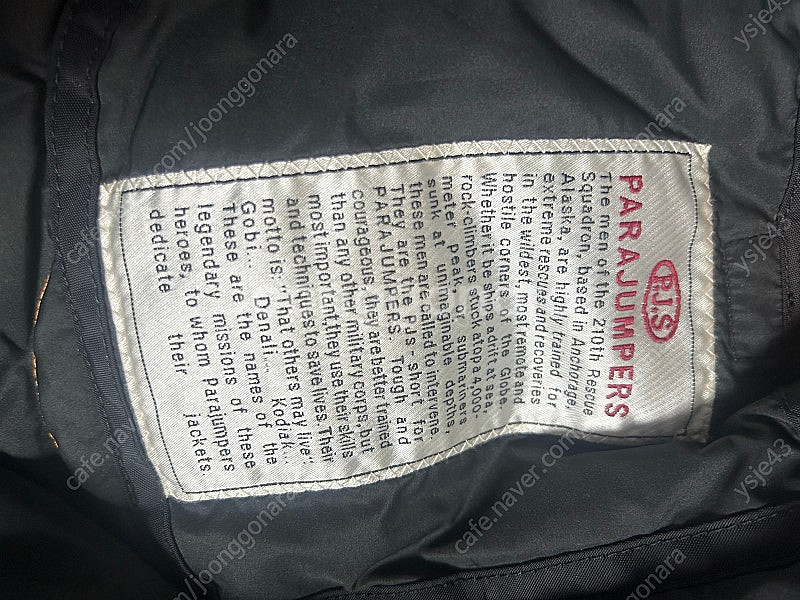 P.J.S
PARAJUMPERS
The men of the 210th Rescue
Squadron, based in Anchorage,
Alaska, are highly trained for
extreme rescues and recoveries
in the wildest, most remote and
hostile corners of the Globe.
Whether it be ships adrift at sea,
rock-climbers stuck atop a 4,000-
meter peak, or submarines
sunk at unimaginable depths,
these men are called to intervene.
They are the PJs - short for
PARAJUMPERS. Tough and
courageous, they are better trained
than any other military corps, but
most important, they use their skills
and techniques to save lives. Their
motto is: "That others may live".
Gobi... Denali... Kodiak...
These are the names of the
legendary missions of these
heroes, to whom Parajumpers
dedicate their jackets
cafe.naver.com/joonggonara
ysje43